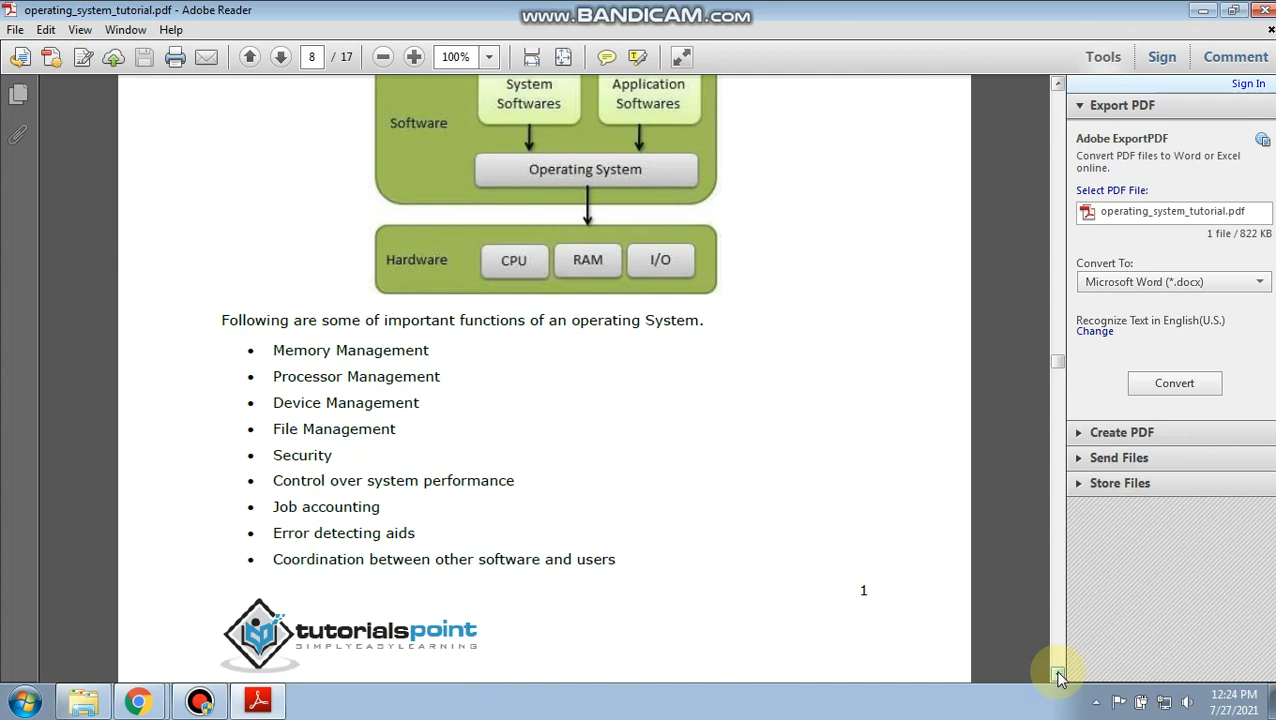 operating_system_tutorial.pdf - Adobe Reader
www.BANDICAM.com
File Edit View Window Help
8 / 17 100% Tools Sign Comment
Sign In
System Softwares
Application Softwares
Software
Operating System
Hardware CPU RAM I/O
Following are some of important functions of an operating System.
• Memory Management
• Processor Management
• Device Management
• File Management
• Security
• Control over system performance
• Job accounting
• Error detecting aids
• Coordination between other software and users
1
tutorialspoint
SIMPLYEASYLEARNING
Export PDF
Adobe ExportPDF
Convert PDF files to Word or Excel
online.
Select PDF File:
operating_system_tutorial.pdf
1 file / 822 KB
Convert To:
Microsoft Word (*.docx)
Recognize Text in English(U.S.)
Change
Convert
Create PDF
Send Files
Store Files
12:24 PM
7/27/2021